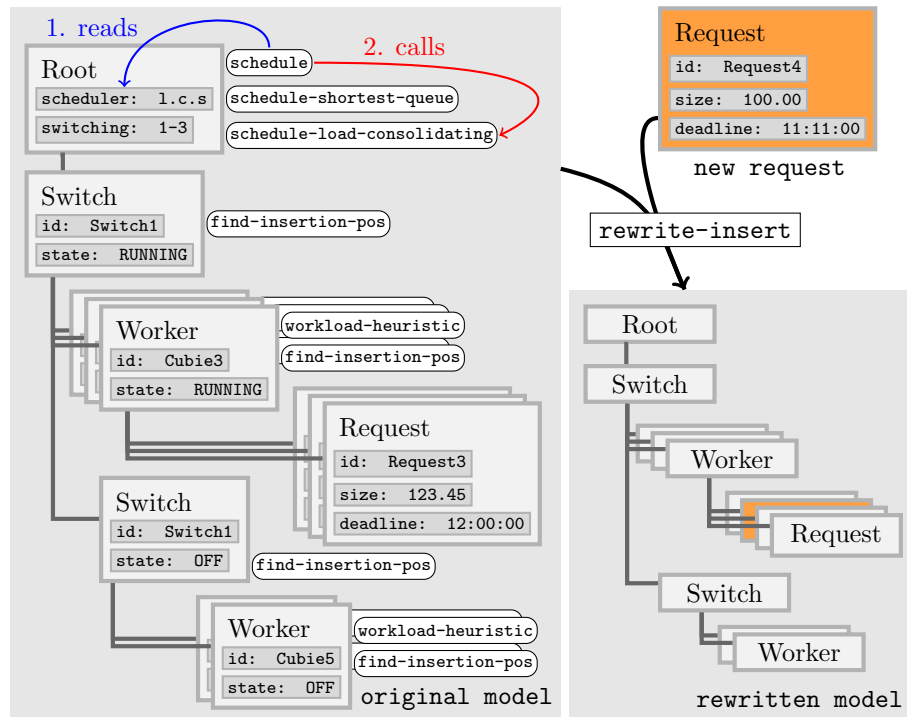 1. reads
2. calls
Root
scheduler: l.c.s
switching: 1-3
schedule
schedule-shortest-queue
schedule-load-consolidating
Request
id: Request4
size: 100.00
deadline: 11:11:00
new request
Switch
id: Switch1
state: RUNNING
find-insertion-pos
rewrite-insert
Worker
id: Cubie3
state: RUNNING
workload-heuristic
find-insertion-pos
Request
id: Request3
size: 123.45
deadline: 12:00:00
Switch
id: Switch1
state: OFF
find-insertion-pos
Worker
id: Cubie5
state: OFF
workload-heuristic
find-insertion-pos
original model
Root
Switch
Worker
Request
Switch
Worker
rewritten model